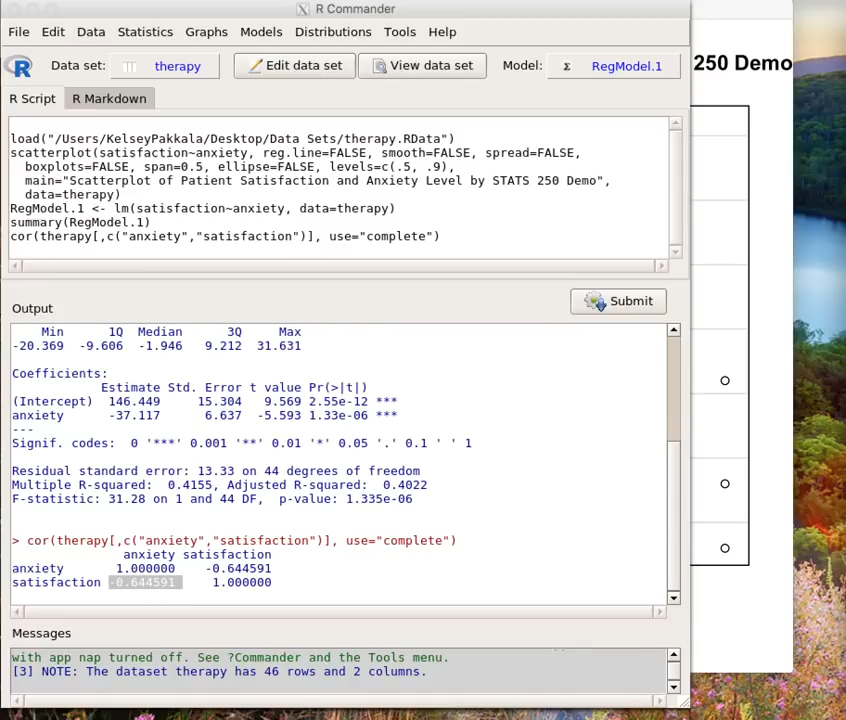 R Commander
File Edit Data Statistics Graphs Models Distributions Tools Help
Data set: therapy Edit data set View data set Model: Σ RegModel.1
250 Demo
R Script R Markdown
load("/Users/KelseyPakkala/Desktop/Data Sets/therapy.RData")
scatterplot(satisfaction~anxiety, reg.line=FALSE, smooth=FALSE, spread=FALSE,
boxplots=FALSE, span=0.5, ellipse=FALSE, levels=c(.5, .9),
main="Scatterplot of Patient Satisfaction and Anxiety Level by STATS 250 Demo",
data=therapy)
RegModel.1 <- lm(satisfaction~anxiety, data=therapy)
summary(RegModel.1)
cor(therapy[,c("anxiety","satisfaction")], use="complete")
Output
Submit
Min 1Q Median 3Q Max
-20.369 -9.606 -1.946 9.212 31.631
Coefficients:
Estimate Std. Error t value Pr(>|t|)
(Intercept) 146.449 15.304 9.569 2.55e-12 ***
anxiety -37.117 6.637 -5.593 1.33e-06 ***
---
Signif. codes: 0 '***' 0.001 '**' 0.01 '*' 0.05 '.' 0.1 ' ' 1
Residual standard error: 13.33 on 44 degrees of freedom
Multiple R-squared: 0.4155, Adjusted R-squared: 0.4022
F-statistic: 31.28 on 1 and 44 DF, p-value: 1.335e-06
> cor(therapy[,c("anxiety","satisfaction")], use="complete")
anxiety satisfaction
anxiety 1.000000 -0.644591
satisfaction -0.644591 1.000000
Messages
with app nap turned off. See ?Commander and the Tools menu.
[3] NOTE: The dataset therapy has 46 rows and 2 columns.